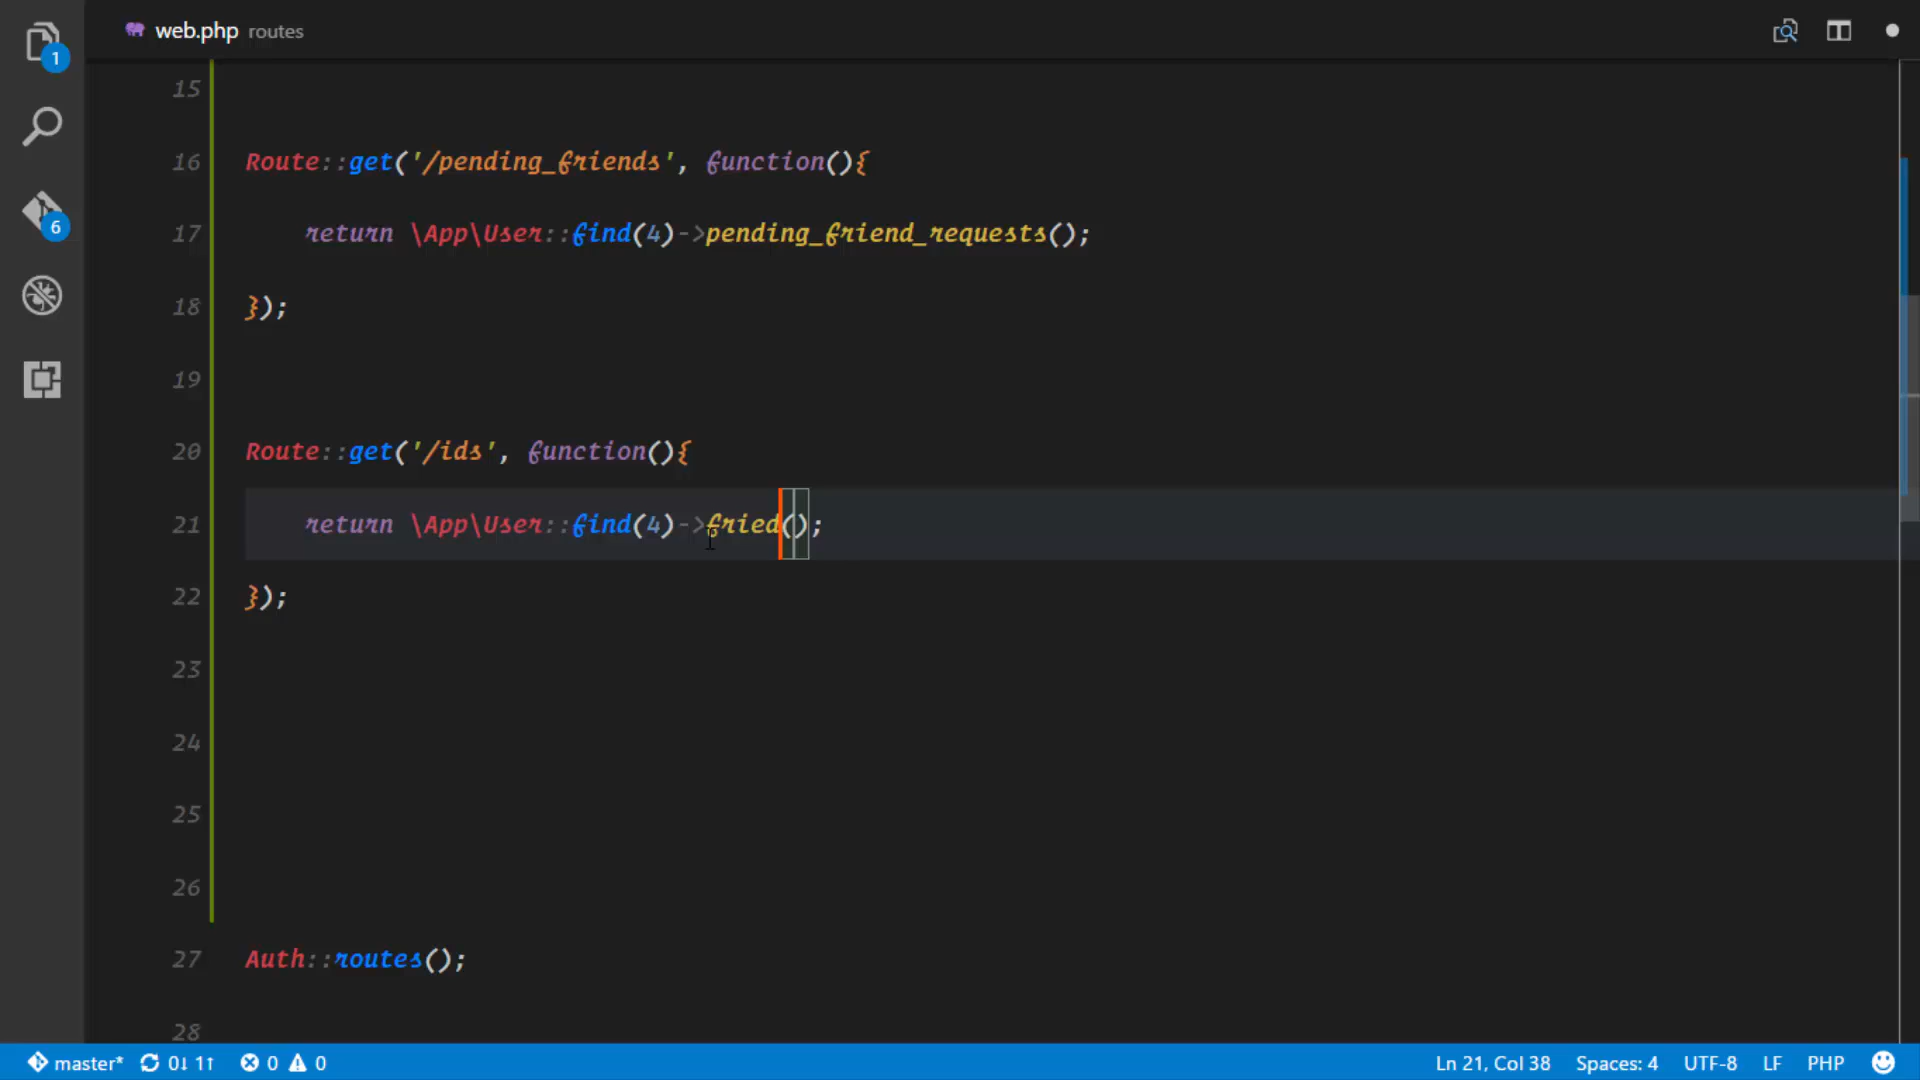 1
web.php routes
15
16 Route::get('/pending_friends', function(){
6
17 return \App\User::find(4)->pending_friend_requests();
18 });
19
20 Route::get('/ids', function(){
21 return \App\User::find(4)->fried();
22 });
23
24
25
26
27 Auth::routes();
28
master* 0↓ 1↑ 0 0 Ln 21, Col 38 Spaces: 4 UTF-8 LF PHP